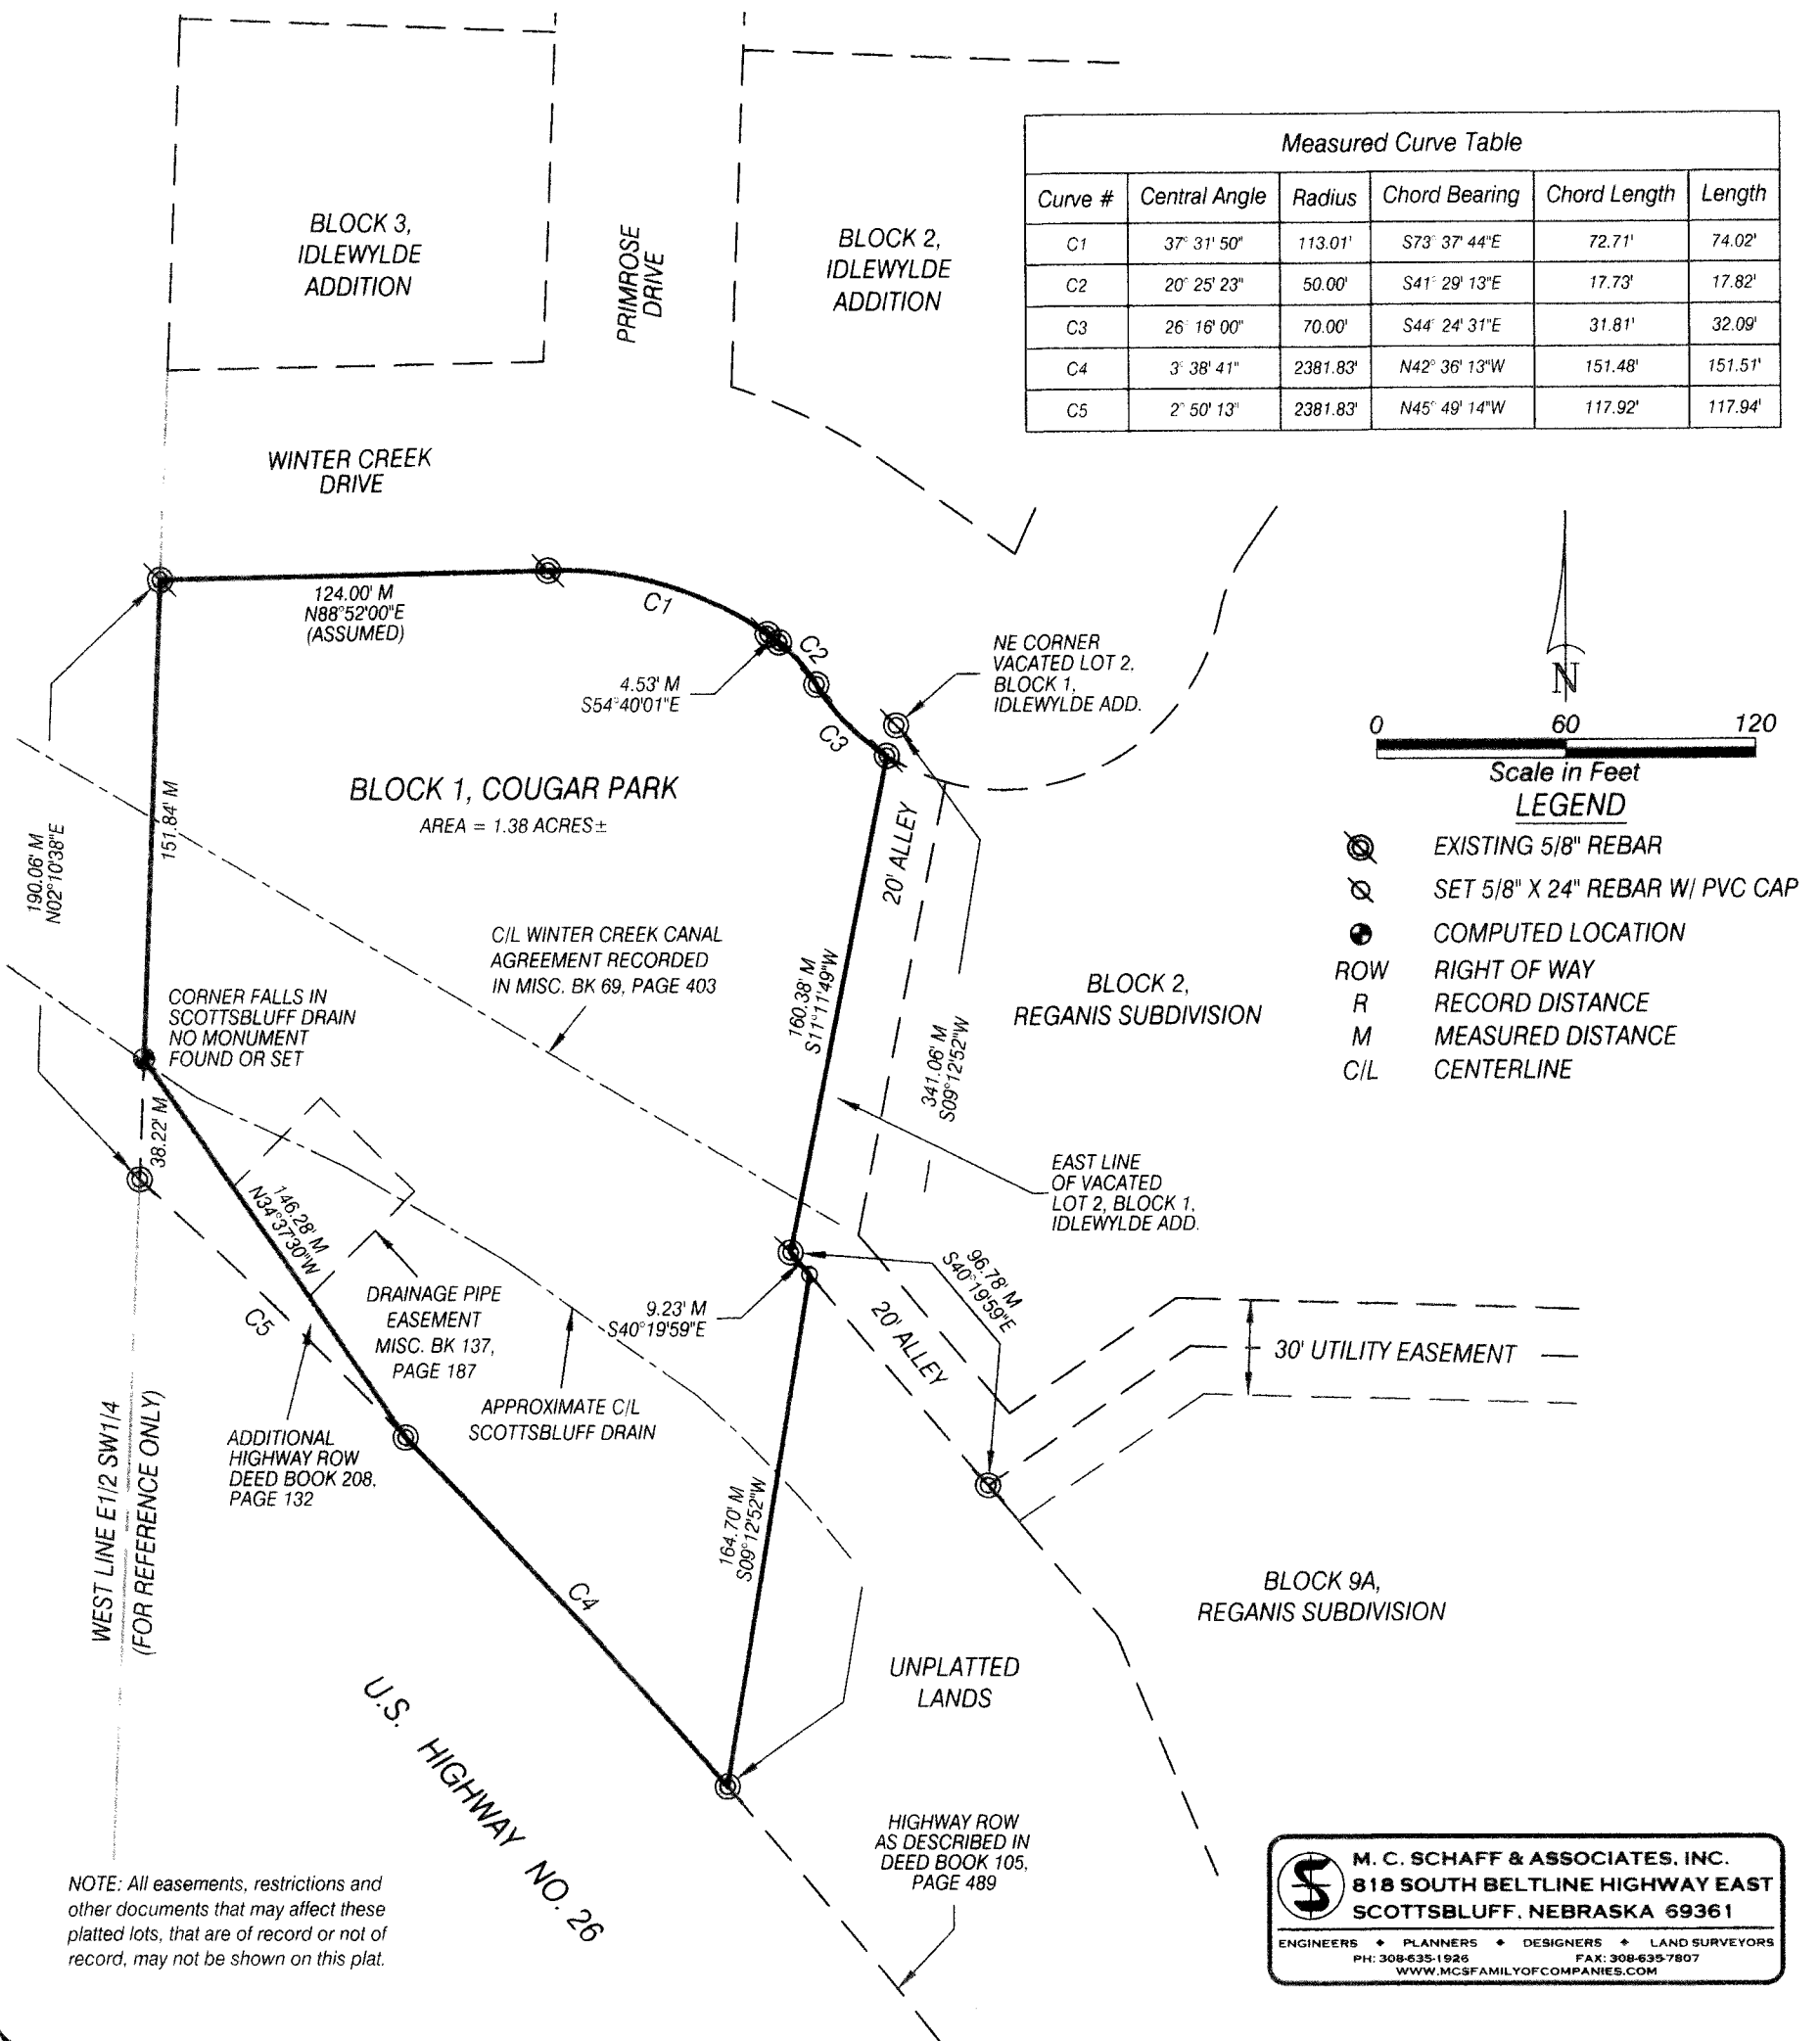 BLOCK 3,
IDLEWYLDE
ADDITION
PRIMROSE
DRIVE
BLOCK 2,
IDLEWYLDE
ADDITION
Measured Curve Table
Curve # Central Angle Radius Chord Bearing Chord Length Length
C1 37° 31' 50" 113.01' S73° 37' 44"E 72.71' 74.02'
C2 20° 25' 23" 50.00' S41° 29' 13"E 17.73' 17.82'
C3 26° 16' 00" 70.00' S44° 24' 31"E 31.81' 32.09'
C4 3° 38' 41" 2381.83' N42° 36' 13"W 151.48' 151.51'
C5 2° 50' 13" 2381.83' N45° 49' 14"W 117.92' 117.94'
WINTER CREEK
DRIVE
124.00' M
N88°52'00"E
(ASSUMED)
C1
C2
C3
4.53' M
S54°40'01"E
NE CORNER
VACATED LOT 2,
BLOCK 1,
IDLEWYLDE ADD.
N
0 60 120
Scale in Feet
LEGEND
EXISTING 5/8" REBAR
SET 5/8" X 24" REBAR W/ PVC CAP
COMPUTED LOCATION
ROW RIGHT OF WAY
R RECORD DISTANCE
M MEASURED DISTANCE
C/L CENTERLINE
BLOCK 1, COUGAR PARK
AREA = 1.38 ACRES±
151.84' M
190.06' M
N02°10'38"E
20' ALLEY
C/L WINTER CREEK CANAL
AGREEMENT RECORDED
IN MISC. BK 69, PAGE 403
160.38' M
S11°11'49"W
341.06' M
S09°12'52"W
BLOCK 2,
REGANIS SUBDIVISION
CORNER FALLS IN
SCOTTSBLUFF DRAIN
NO MONUMENT
FOUND OR SET
38.22' M
146.28' M
N34°37'30"W
C5
EAST LINE
OF VACATED
LOT 2, BLOCK 1,
IDLEWYLDE ADD.
96.78' M
S40°19'59"E
9.23' M
S40°19'59"E
20' ALLEY
30' UTILITY EASEMENT
DRAINAGE PIPE
EASEMENT
MISC. BK 137,
PAGE 187
APPROXIMATE C/L
SCOTTSBLUFF DRAIN
ADDITIONAL
HIGHWAY ROW
DEED BOOK 208,
PAGE 132
WEST LINE E1/2 SW1/4
(FOR REFERENCE ONLY)
164.70' M
S09°12'52"W
C4
BLOCK 9A,
REGANIS SUBDIVISION
UNPLATTED
LANDS
U.S. HIGHWAY NO. 26
HIGHWAY ROW
AS DESCRIBED IN
DEED BOOK 105,
PAGE 489
NOTE: All easements, restrictions and
other documents that may affect these
platted lots, that are of record or not of
record, may not be shown on this plat.
S
M. C. SCHAFF & ASSOCIATES, INC.
818 SOUTH BELTLINE HIGHWAY EAST
SCOTTSBLUFF, NEBRASKA 69361
ENGINEERS ♦ PLANNERS ♦ DESIGNERS ♦ LAND SURVEYORS
PH: 308-635-1926 FAX: 308-635-7807
WWW.MCSFAMILYOFCOMPANIES.COM